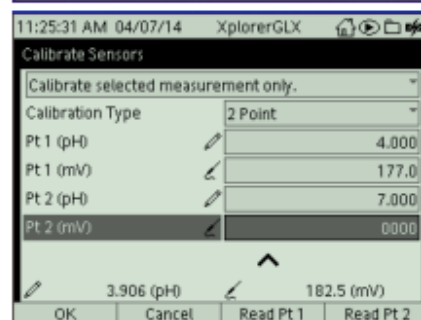 11:25:31 AM 04/07/14 XplorerGLX
Calibrate Sensors
Calibrate selected measurement only.
Calibration Type 2 Point
Pt 1 (pH) 4.000
Pt 1 (mV) 177.0
Pt 2 (pH) 7.000
Pt 2 (mV) 0000
3.906 (pH) 182.5 (mV)
OK Cancel Read Pt 1 Read Pt 2